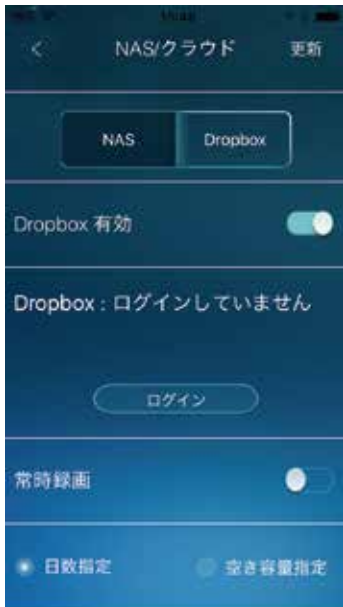 NAS/クラウド 更新
NAS Dropbox
Dropbox 有効
Dropbox : ログインしていません
ログイン
常時録画
日数指定 空き容量指定